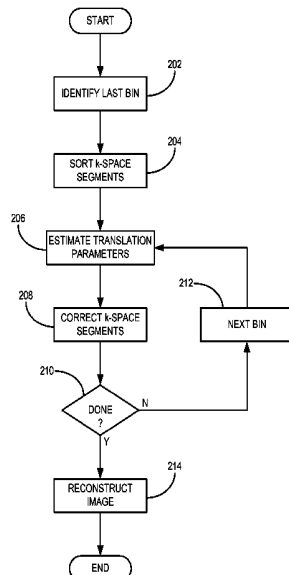 START
202
IDENTIFY LAST BIN
204
SORT k-SPACE
SEGMENTS
206
ESTIMATE TRANSLATION
PARAMETERS
208
212
CORRECT k-SPACE
SEGMENTS
NEXT BIN
210
DONE
?
N
Y
214
RECONSTRUCT
IMAGE
END